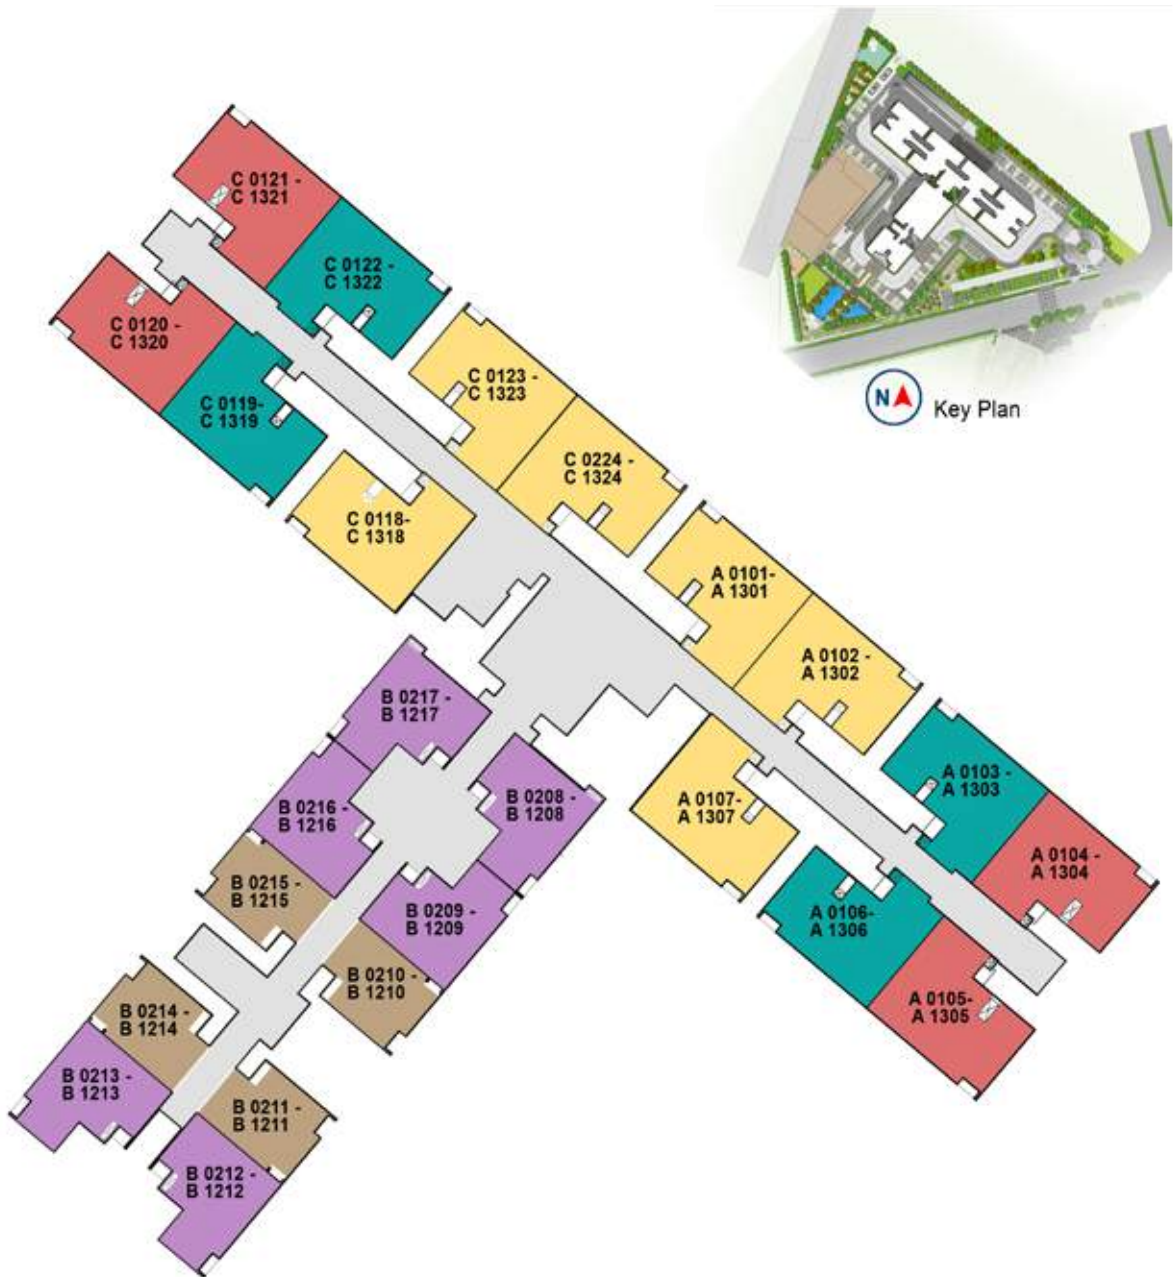 C 0121 -
C 1321
C 0122 -
C 1322
C 0120 -
C 1320
C 0123 -
C 1323
C 0119-
C 1319
N
Key Plan
C 0224 -
C 1324
C 0118-
C 1318
A 0101-
A 1301
A 0102 -
A 1302
B 0217 -
B 1217
A 0103 -
A 1303
B 0216 -
B 1216
B 0208 -
B 1208
A 0107-
A 1307
A 0104 -
A 1304
B 0215 -
B 1215
B 0209 -
B 1209
A 0106-
A 1306
B 0210 -
B 1210
A 0105-
A 1305
B 0214 -
B 1214
B 0213 -
B 1213
B 0211 -
B 1211
B 0212 -
B 1212